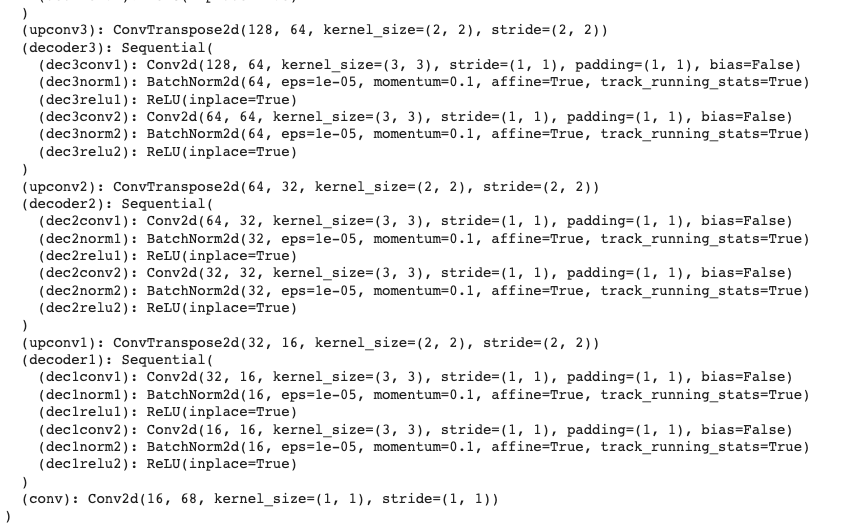 )
(upconv3): ConvTranspose2d(128, 64, kernel_size=(2, 2), stride=(2, 2))
(decoder3): Sequential(
(dec3conv1): Conv2d(128, 64, kernel_size=(3, 3), stride=(1, 1), padding=(1, 1), bias=False)
(dec3norm1): BatchNorm2d(64, eps=1e-05, momentum=0.1, affine=True, track_running_stats=True)
(dec3relu1): ReLU(inplace=True)
(dec3conv2): Conv2d(64, 64, kernel_size=(3, 3), stride=(1, 1), padding=(1, 1), bias=False)
(dec3norm2): BatchNorm2d(64, eps=1e-05, momentum=0.1, affine=True, track_running_stats=True)
(dec3relu2): ReLU(inplace=True)
)
(upconv2): ConvTranspose2d(64, 32, kernel_size=(2, 2), stride=(2, 2))
(decoder2): Sequential(
(dec2conv1): Conv2d(64, 32, kernel_size=(3, 3), stride=(1, 1), padding=(1, 1), bias=False)
(dec2norm1): BatchNorm2d(32, eps=1e-05, momentum=0.1, affine=True, track_running_stats=True)
(dec2relu1): ReLU(inplace=True)
(dec2conv2): Conv2d(32, 32, kernel_size=(3, 3), stride=(1, 1), padding=(1, 1), bias=False)
(dec2norm2): BatchNorm2d(32, eps=1e-05, momentum=0.1, affine=True, track_running_stats=True)
(dec2relu2): ReLU(inplace=True)
)
(upconv1): ConvTranspose2d(32, 16, kernel_size=(2, 2), stride=(2, 2))
(decoder1): Sequential(
(dec1conv1): Conv2d(32, 16, kernel_size=(3, 3), stride=(1, 1), padding=(1, 1), bias=False)
(dec1norm1): BatchNorm2d(16, eps=1e-05, momentum=0.1, affine=True, track_running_stats=True)
(dec1relu1): ReLU(inplace=True)
(dec1conv2): Conv2d(16, 16, kernel_size=(3, 3), stride=(1, 1), padding=(1, 1), bias=False)
(dec1norm2): BatchNorm2d(16, eps=1e-05, momentum=0.1, affine=True, track_running_stats=True)
(dec1relu2): ReLU(inplace=True)
)
(conv): Conv2d(16, 68, kernel_size=(1, 1), stride=(1, 1))
)